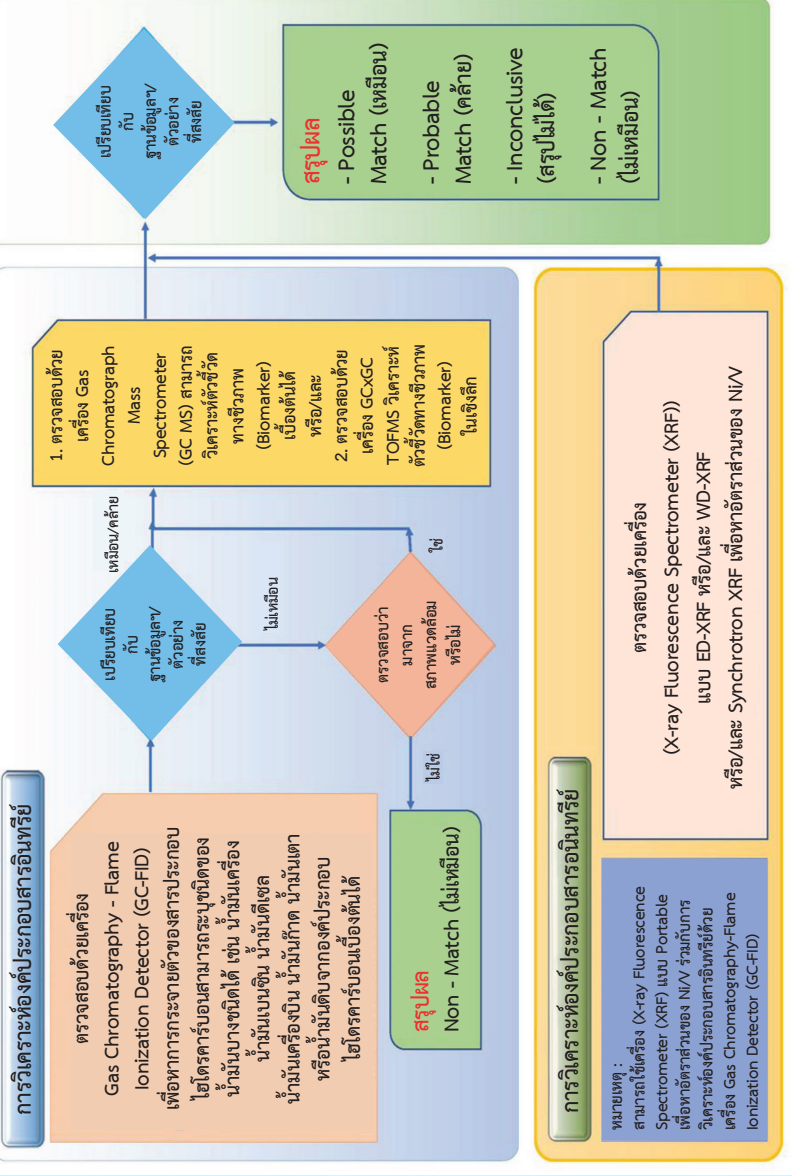 การวิเคราะห์องค์ประกอบสารอินทรีย์
ตรวจสอบด้วยเครื่อง
Gas Chromatography - Flame
Ionization Detector (GC-FID)
เพื่อหาการกระจายตัวของสารประกอบ
ไฮโดรคาร์บอนสามารถระบุชนิดของ
น้ำมันบางชนิดได้ เช่น น้ำมันเครื่อง
น้ำมันเบนซิน น้ำมันดีเซล
น้ำมันเครื่องบิน น้ำมันก๊าด น้ำมันเตา
หรือน้ำมันดิบจากองค์ประกอบ
ไฮโดรคาร์บอนเบื้องต้นได้
เปรียบเทียบ
กับ
ฐานข้อมูลฯ/
ตัวอย่าง
ที่สงสัย
เหมือน/คล้าย
ไม่เหมือน
ตรวจสอบว่า
มาจาก
สภาพแวดล้อม
หรือไม่
ใช่
ไม่ใช่
สรุปผล
Non - Match (ไม่เหมือน)
1. ตรวจสอบด้วย
เครื่อง Gas
Chromatograph
Mass
Spectrometer
(GC MS) สามารถ
วิเคราะห์ตัวชี้วัด
ทางชีวภาพ
(Biomarker)
เบื้องต้นได้
หรือ/และ
2. ตรวจสอบด้วย
เครื่อง GCxGC
TOFMS วิเคราะห์
ตัวชี้วัดทางชีวภาพ
(Biomarker)
ในเชิงลึก
เปรียบเทียบ
กับ
ฐานข้อมูลฯ/
ตัวอย่าง
ที่สงสัย
สรุปผล
- Possible
Match (เหมือน)
- Probable
Match (คล้าย)
- Inconclusive
(สรุปไม่ได้)
- Non - Match
(ไม่เหมือน)
การวิเคราะห์องค์ประกอบสารอนินทรีย์
หมายเหตุ :
สามารถใช้เครื่อง (X-ray Fluorescence
Spectrometer (XRF) แบบ Portable
เพื่อหาอัตราส่วนของ Ni/V ร่วมกับการ
วิเคราะห์องค์ประกอบสารอินทรีย์ด้วย
เครื่อง Gas Chromatography-Flame
Ionization Detector (GC-FID)
ตรวจสอบด้วยเครื่อง
(X-ray Fluorescence Spectrometer (XRF))
แบบ ED-XRF หรือ/และ WD-XRF
หรือ/และ Synchrotron XRF เพื่อหาอัตราส่วนของ Ni/V